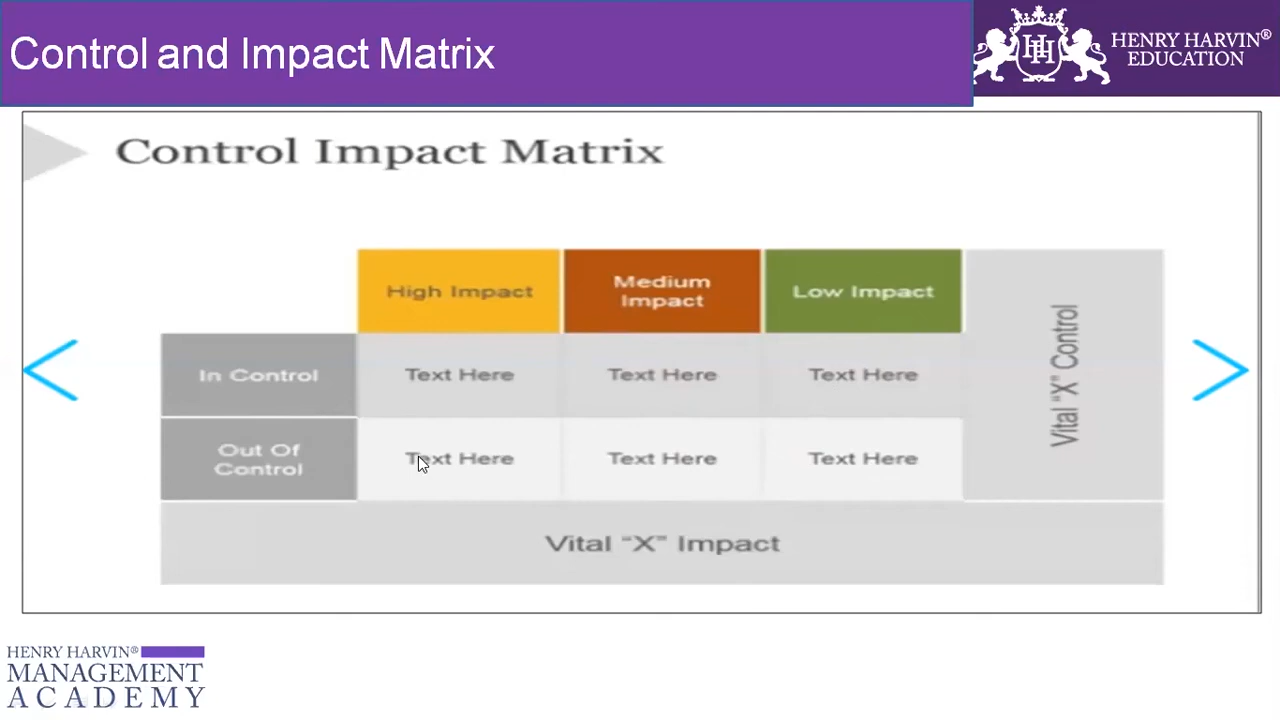 Control and Impact Matrix
HENRY HARVIN®
EDUCATION
Control Impact Matrix
High Impact
Medium
Impact
Low Impact
Vital “X” Control
In Control
Text Here
Text Here
Text Here
Out Of
Control
Text Here
Text Here
Text Here
Vital “X” Impact
HENRY HARVIN®
MANAGEMENT
ACADEMY